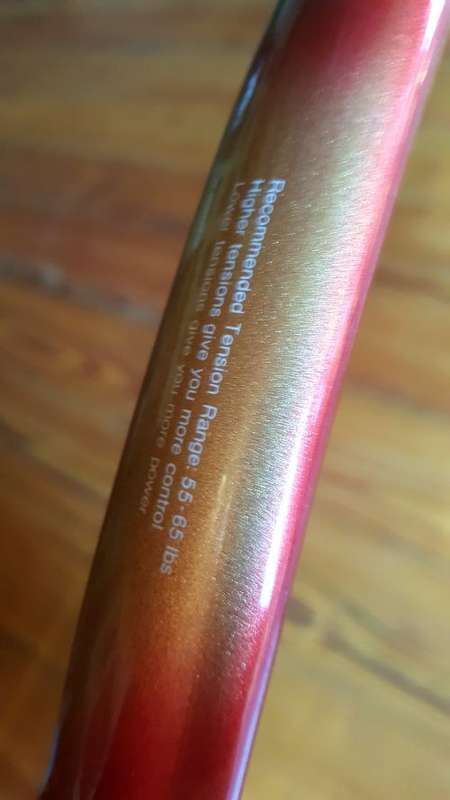 Recommended Tension Range: 55-65 lbs
Higher tensions give you more control
Lower tensions give you more power